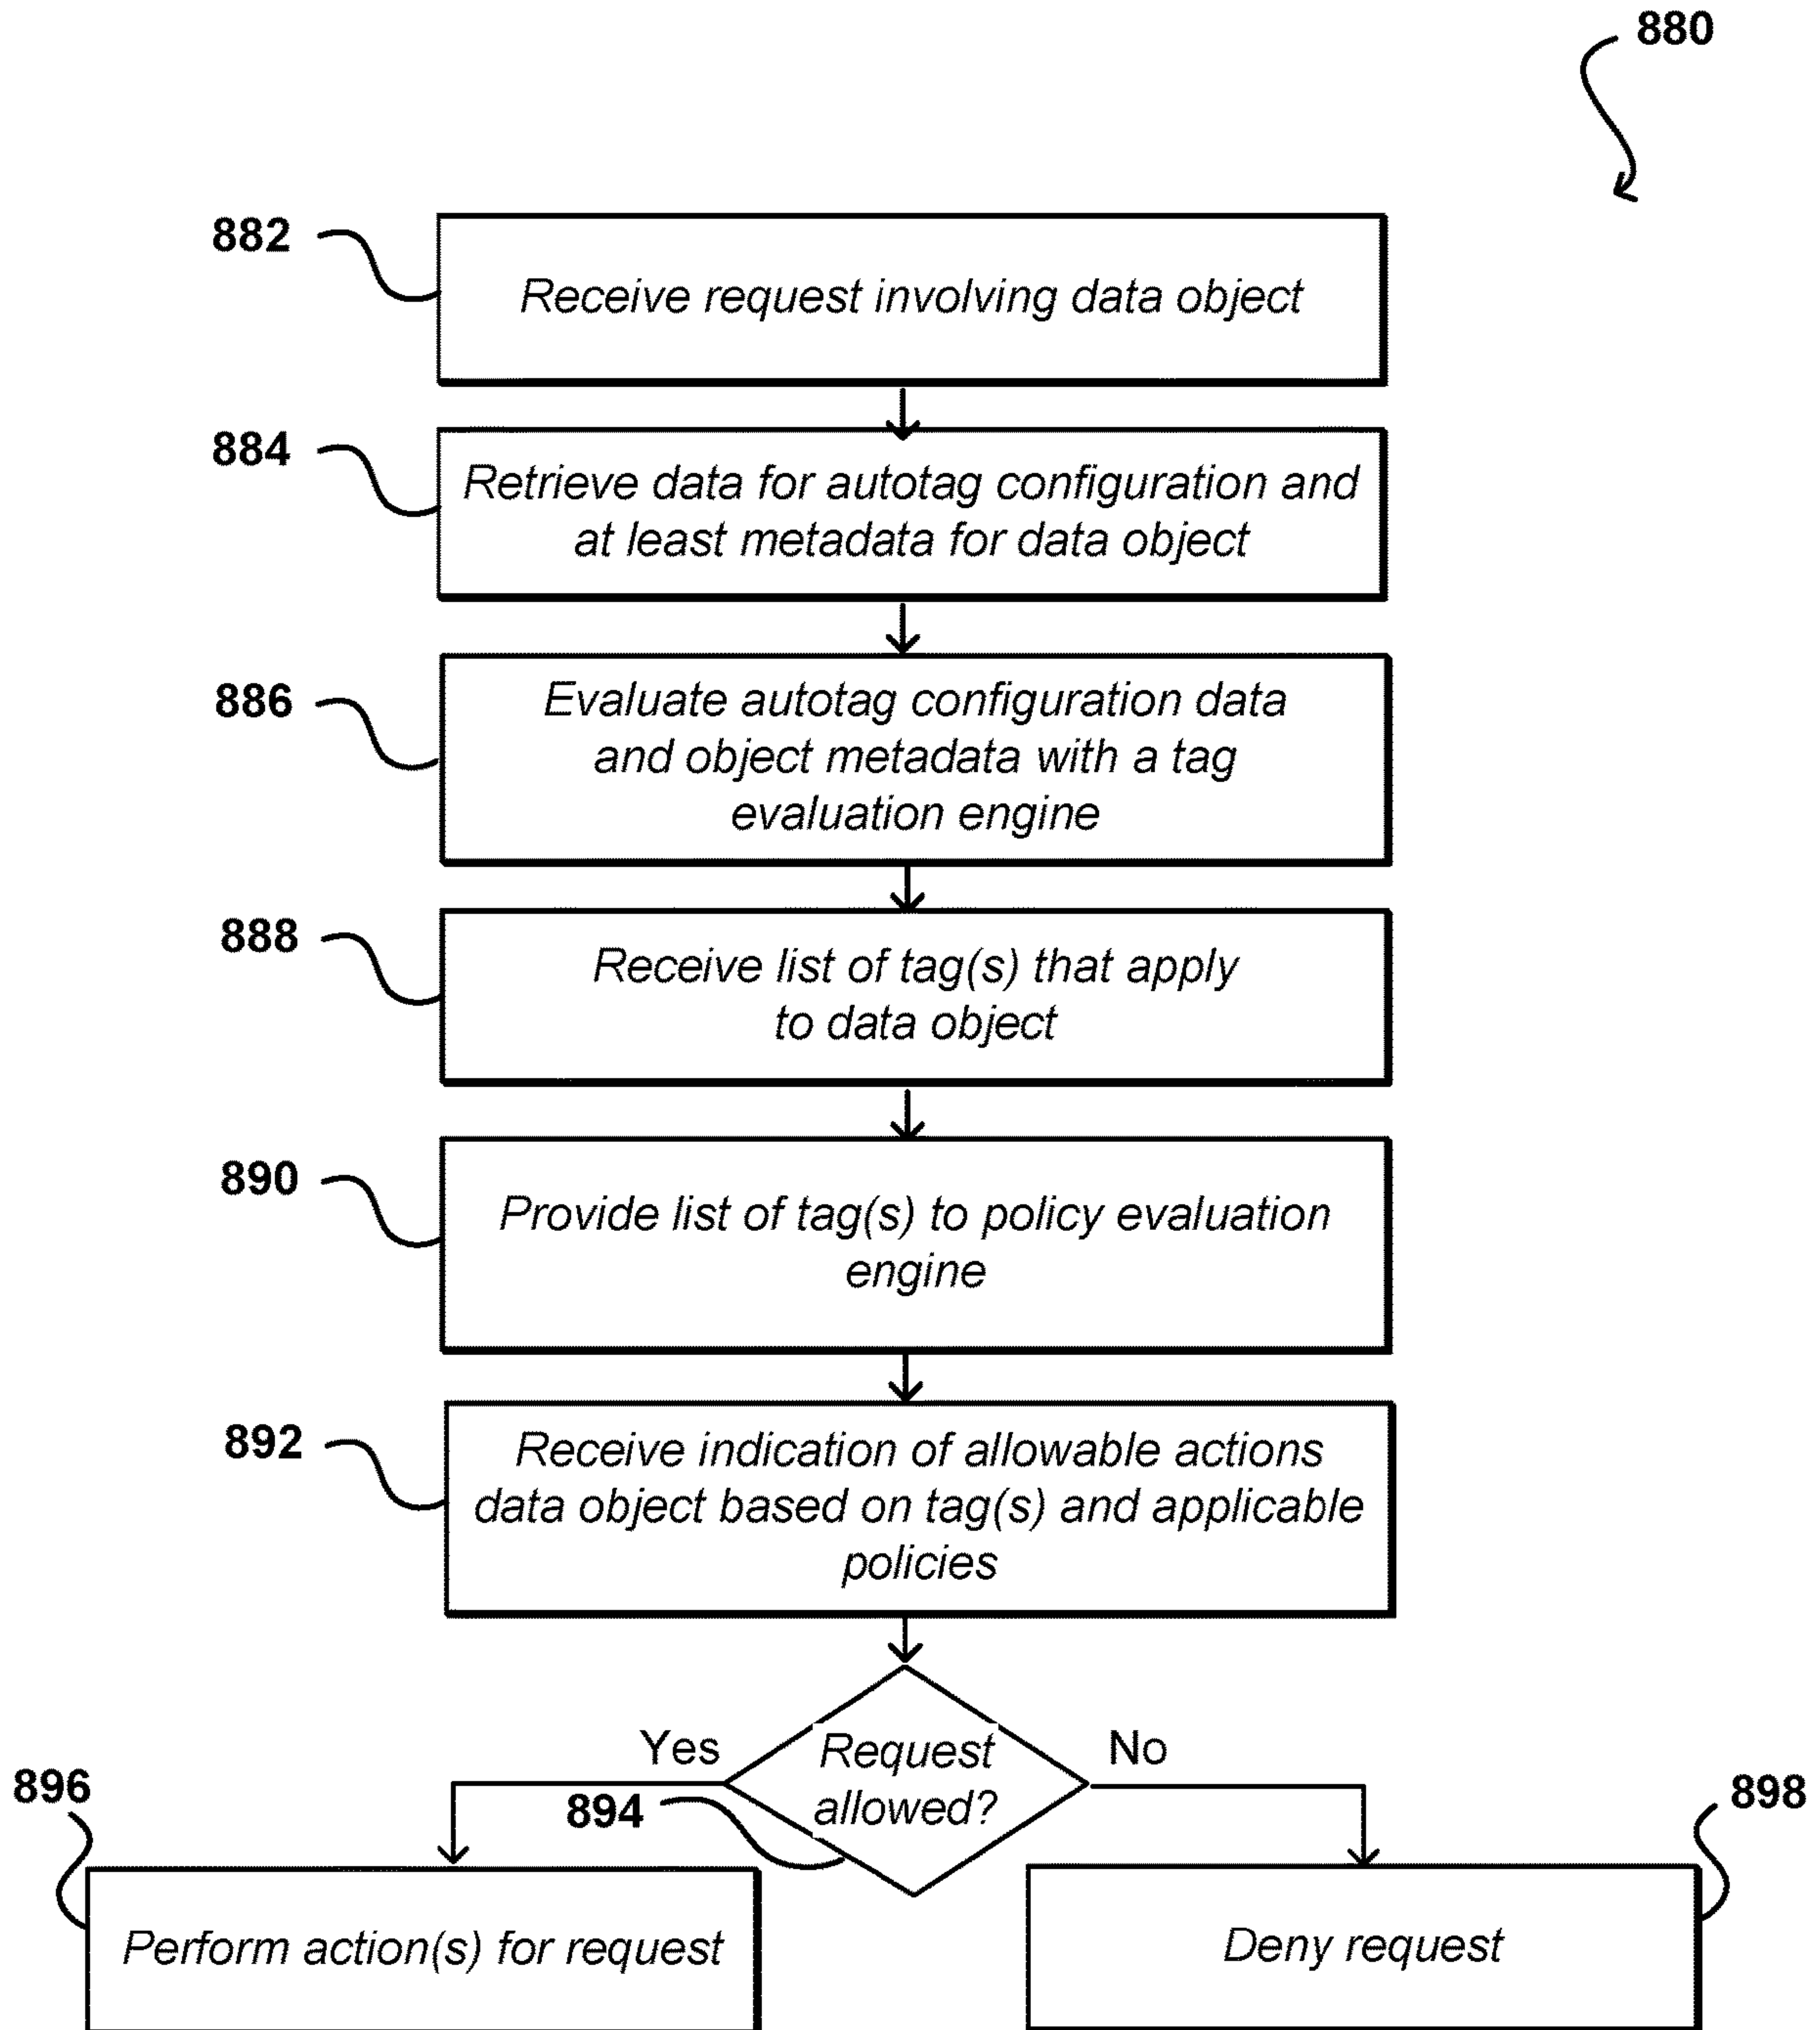 880
882
Receive request involving data object
884
Retrieve data for autotag configuration and
at least metadata for data object
886
Evaluate autotag configuration data
and object metadata with a tag
evaluation engine
888
Receive list of tag(s) that apply
to data object
890
Provide list of tag(s) to policy evaluation
engine
892
Receive indication of allowable actions
data object based on tag(s) and applicable
policies
Yes
Request
allowed?
No
896
894
898
Perform action(s) for request
Deny request